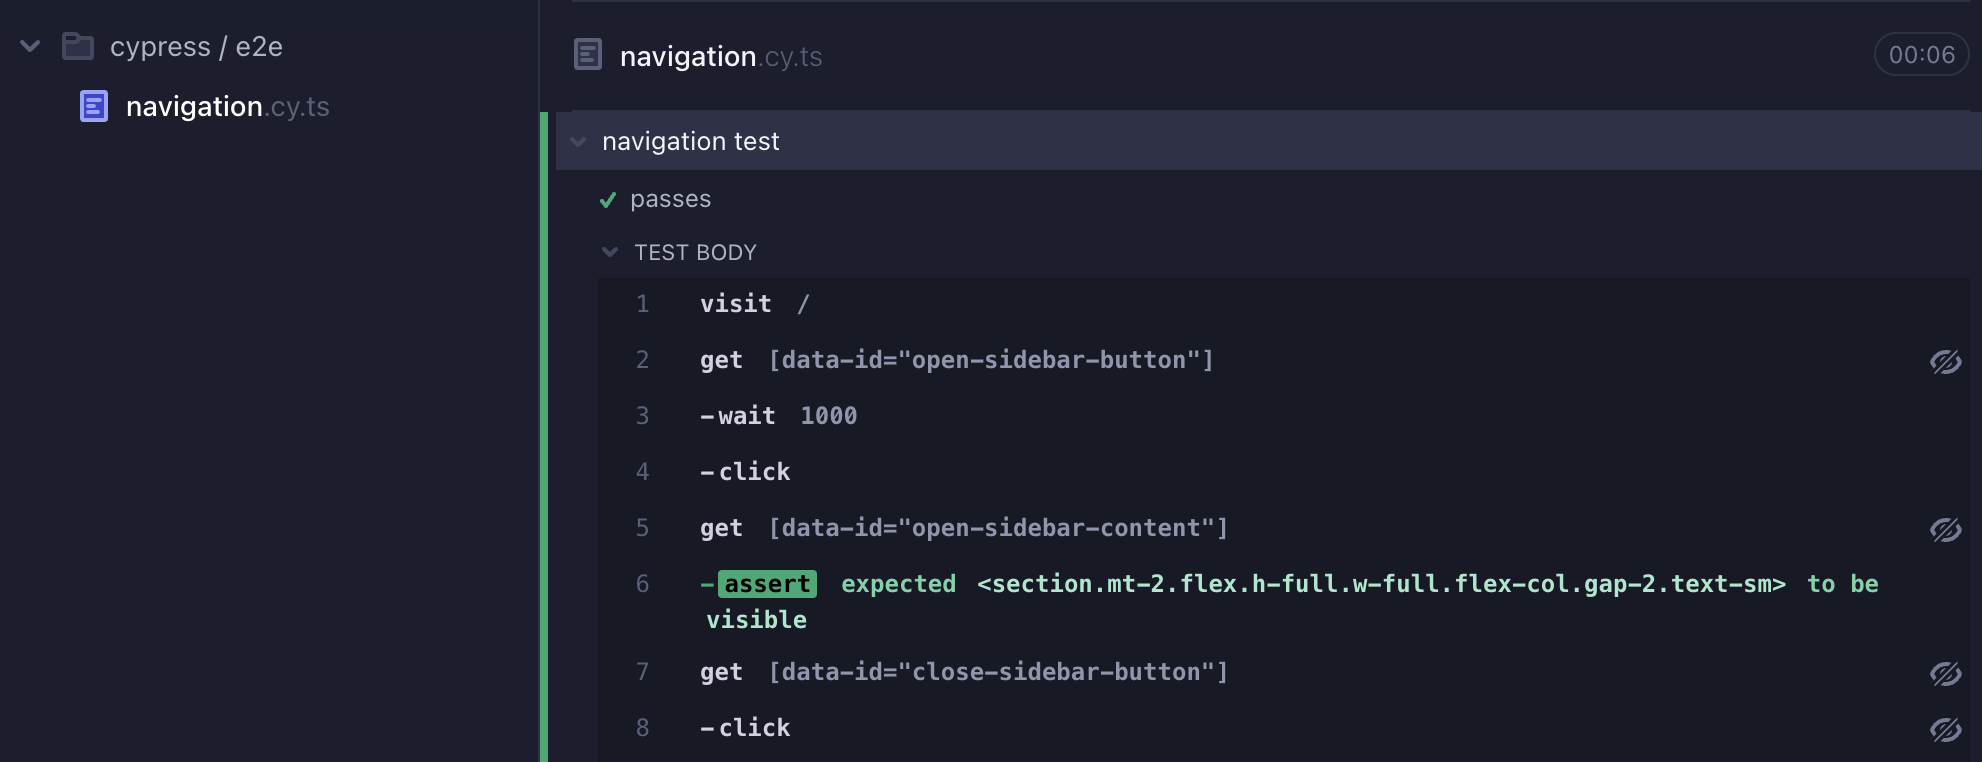 cypress / e2e
navigation.cy.ts
navigation.cy.ts
00:06
navigation test
passes
TEST BODY
1 visit /
2 get [data-id="open-sidebar-button"]
3 -wait 1000
4 -click
5 get [data-id="open-sidebar-content"]
6 -assert expected <section.mt-2.flex.h-full.w-full.flex-col.gap-2.text-sm> to be
visible
7 get [data-id="close-sidebar-button"]
8 -click